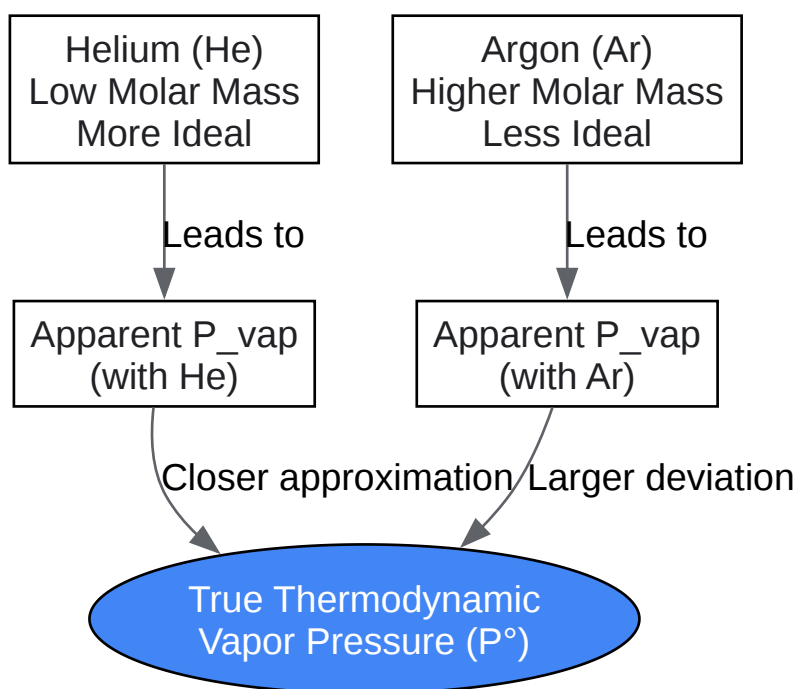 Helium (He)
Low Molar Mass
More Ideal
Argon (Ar)
Higher Molar Mass
Less Ideal
Leads to
Leads to
Apparent P_vap
(with He)
Apparent P_vap
(with Ar)
Closer approximation
Larger deviation
True Thermodynamic
Vapor Pressure (P°)